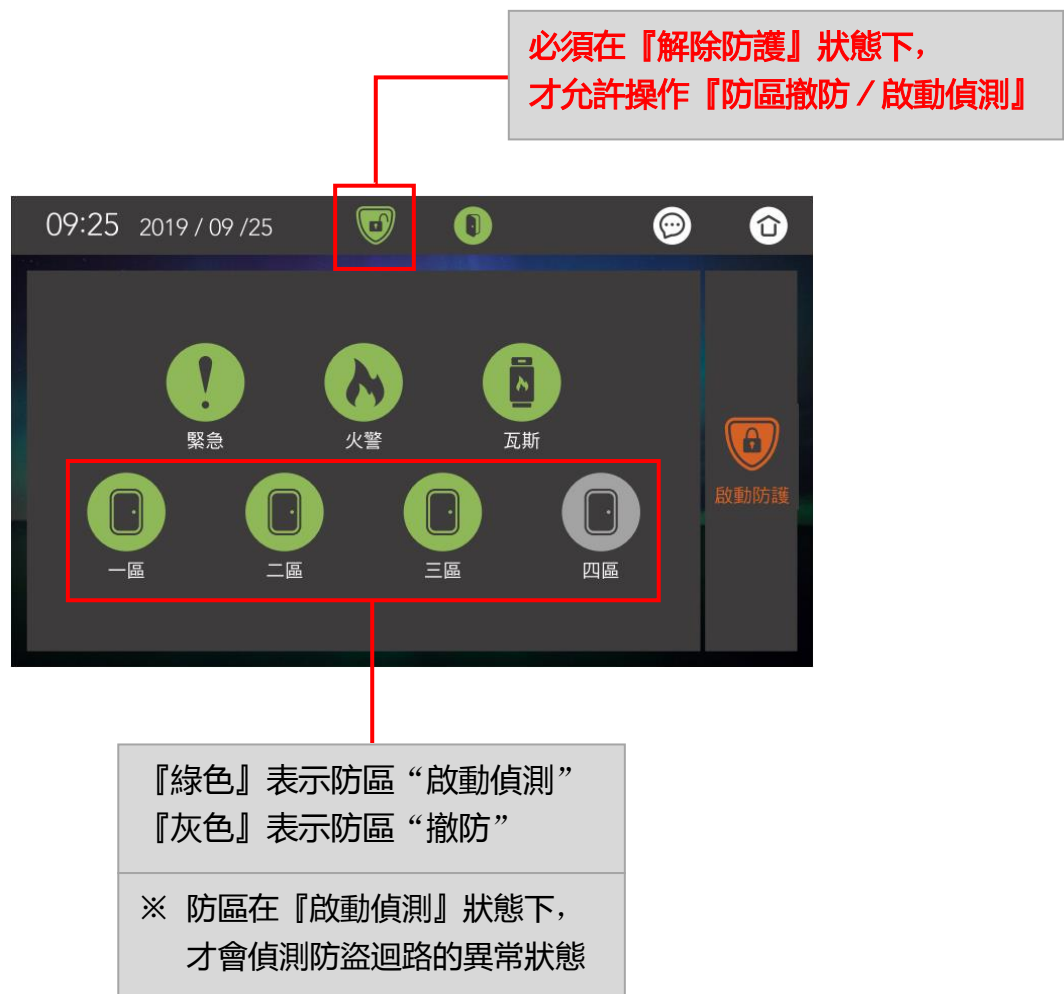 必須在『解除防護』狀態下，
才允許操作『防區撤防／啟動偵測』
09:25 2019 / 09 /25
緊急 火警 瓦斯
啟動防護
一區 二區 三區 四區
『綠色』表示防區“啟動偵測”
『灰色』表示防區“撤防”
※ 防區在『啟動偵測』狀態下，
才會偵測防盜迴路的異常狀態